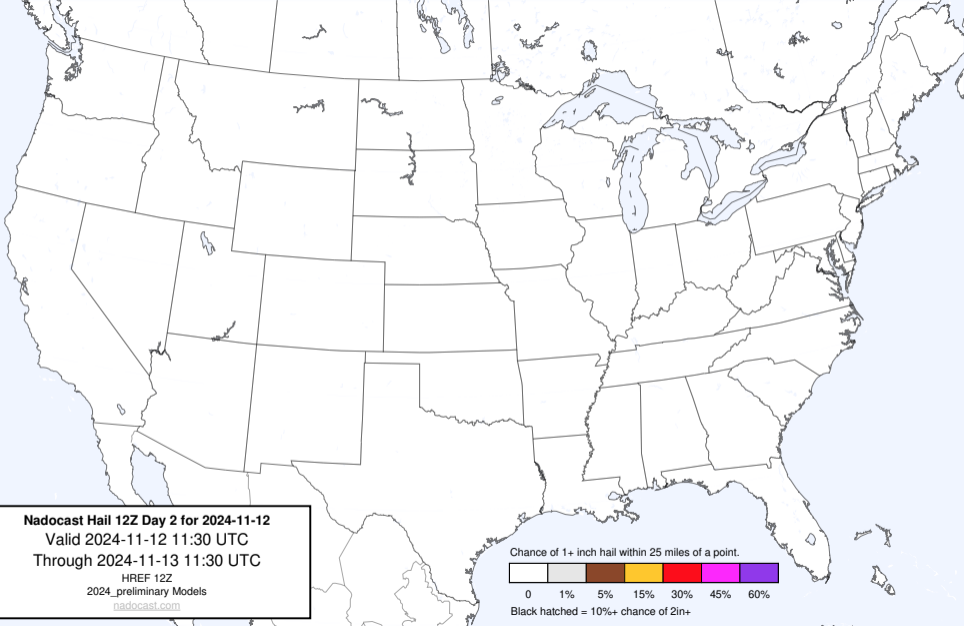 Nadocast Hail 12Z Day 2 for 2024-11-12
Valid 2024-11-12 11:30 UTC
Through 2024-11-13 11:30 UTC
HREF 12Z
2024_preliminary Models
nadocast.com
Chance of 1+ inch hail within 25 miles of a point.
0 1% 5% 15% 30% 45% 60%
Black hatched = 10%+ chance of 2in+